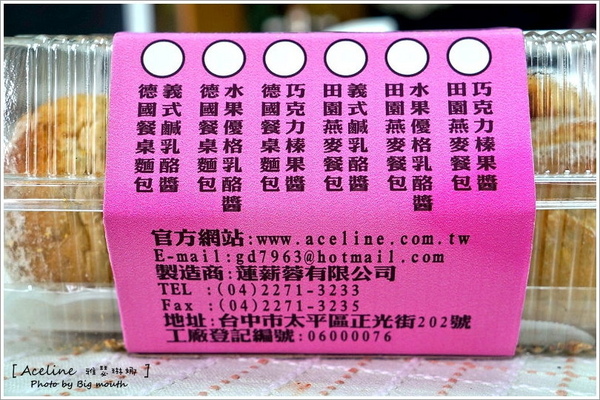 巧克力榛果醬
田園燕麥餐包
水果優格乳酪醬
田園燕麥餐包
義式鹹乳酪醬
田園燕麥餐包
巧克力榛果醬
德國餐桌麵包
水果優格乳酪醬
德國餐桌麵包
義式鹹乳酪醬
德國餐桌麵包
官方網站:www.aceline.com.tw
E-mail:gd7963@hotmail.com
製造商:蓮薪蓉有限公司
TEL :(04)2271-3233
Fax :(04)2271-3235
地址:台中市太平區正光街202號
工廠登記編號:06000076
[Aceline 雅瑟琳娜 ]
Photo by Big mouth